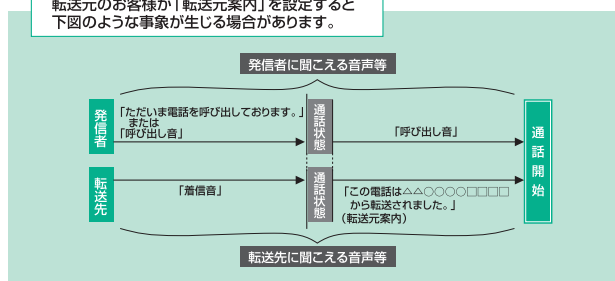 転送元のお客様が「転送元案内」を設定すると
下図のような事象が生じる場合があります。
発信者に聞こえる音声等
発信者
「ただいま電話を呼び出しております。」
または
「呼び出し音」
通話状態
「呼び出し音」
通話開始
転送先
「着信音」
通話状態
「この電話は△△○○○○□□□□
から転送されました。」
(転送元案内)
転送先に聞こえる音声等